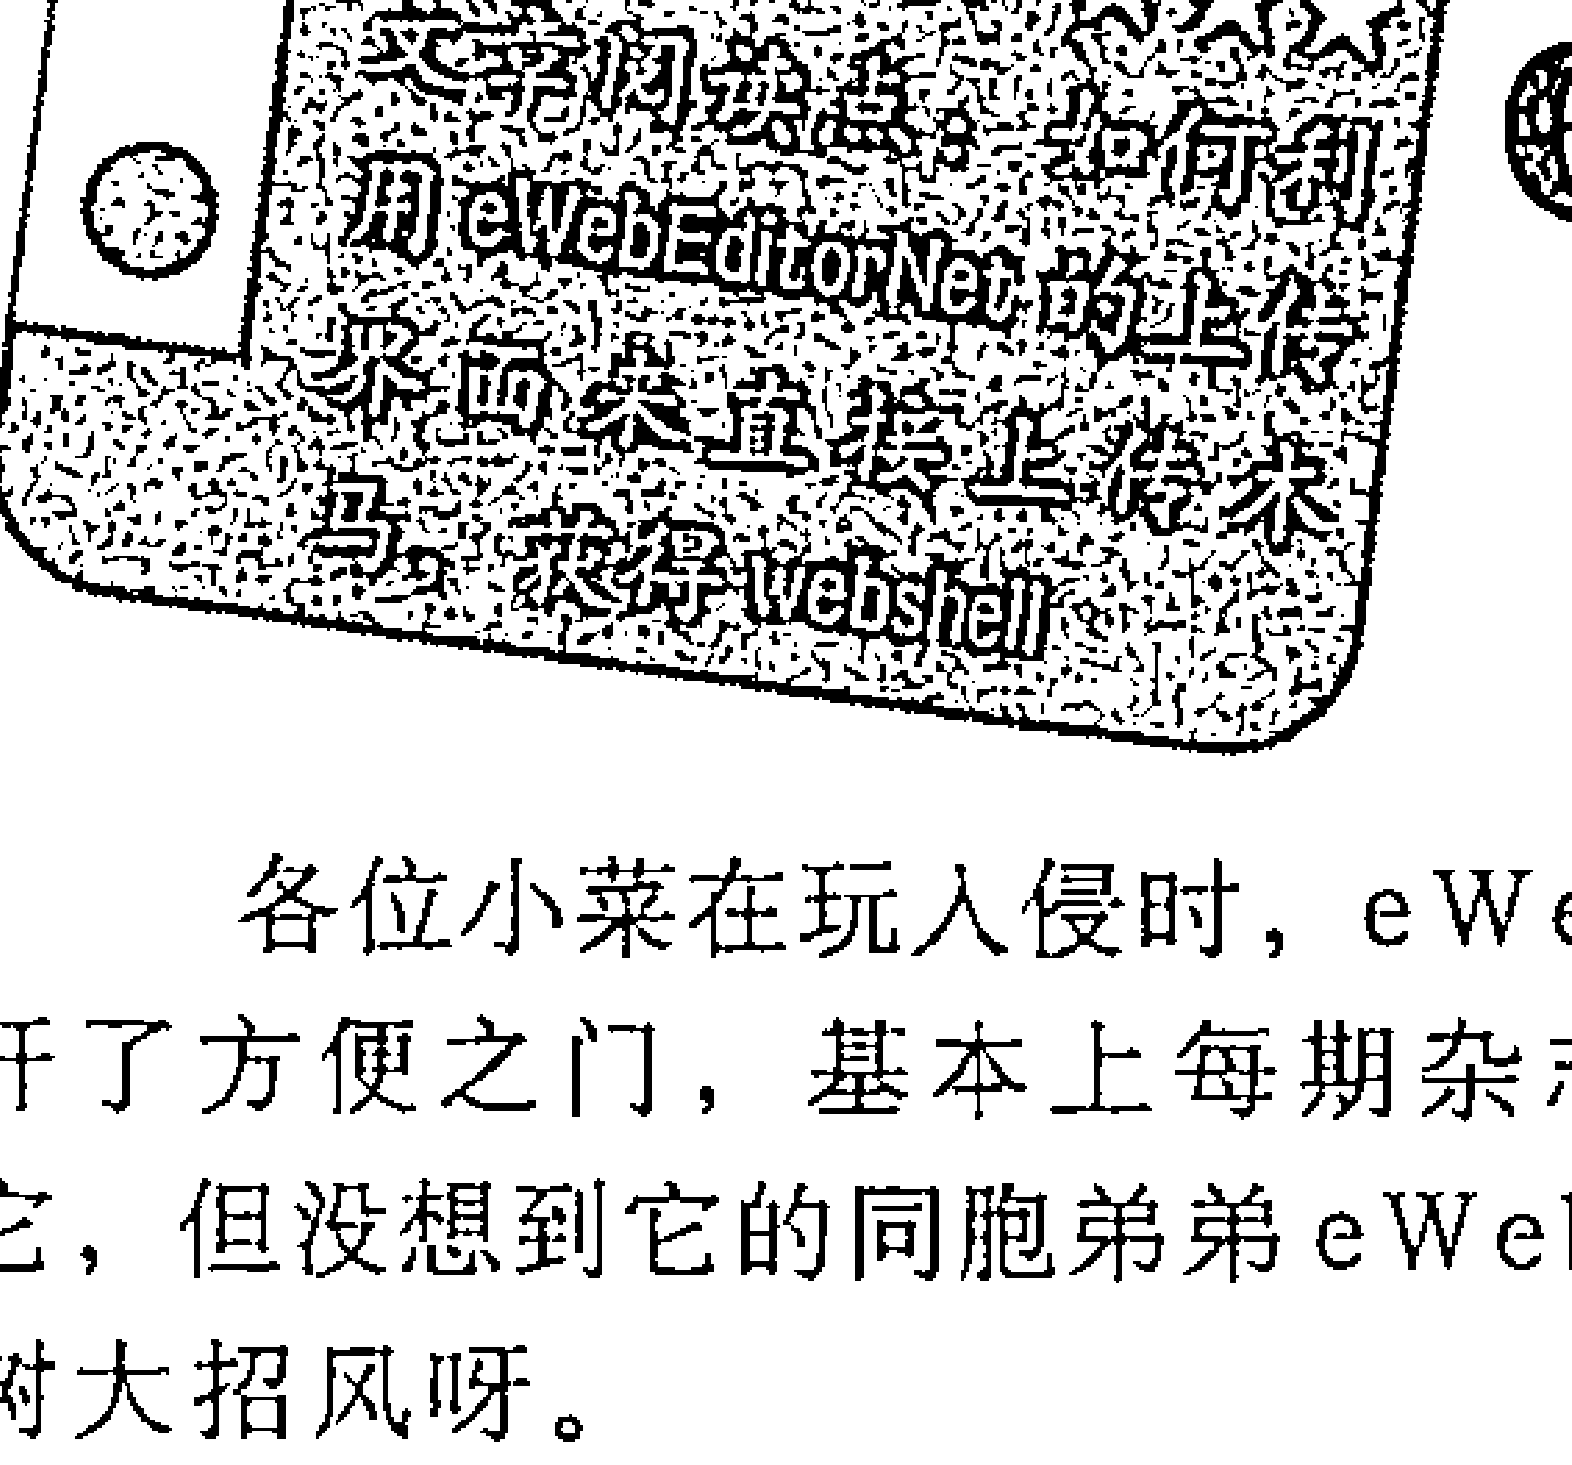 文章阅读点: 如何利
用eWebEditorNet的上传
界面来直接上传木
马,获得webshell
各位小菜在玩入侵时，eWe
开了方便之门，基本上每期杂
它，但没想到它的同胞弟弟eWe
树大招风呀。